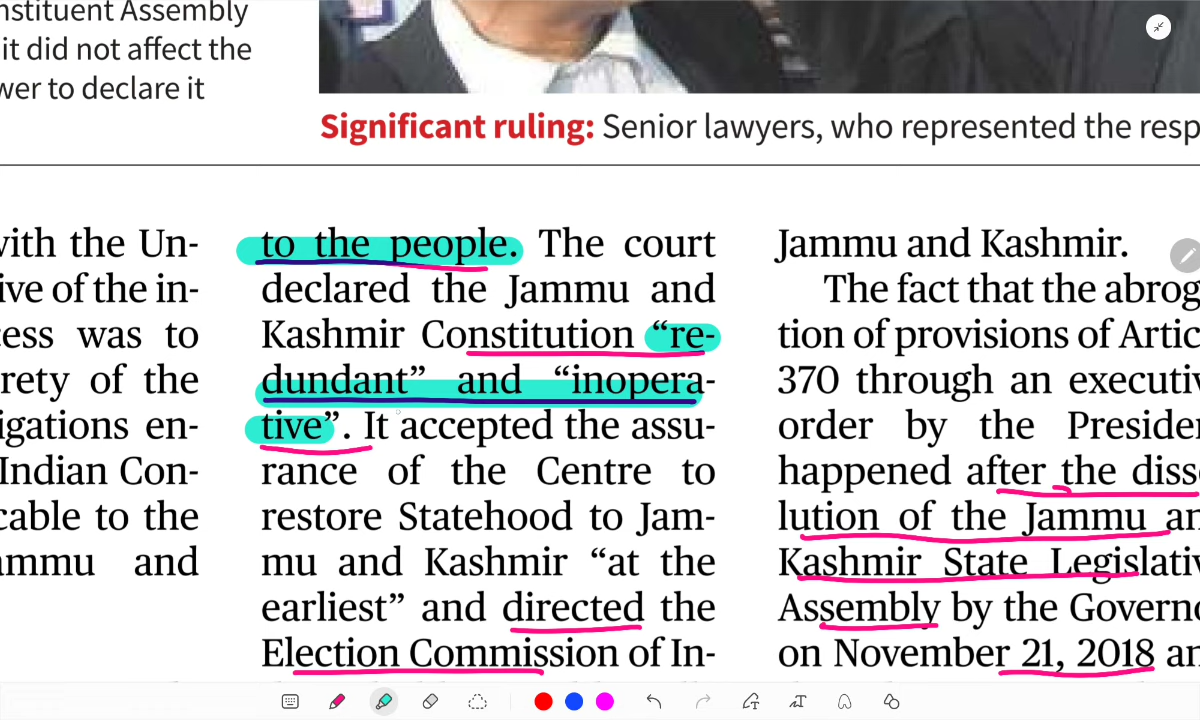 nstituent Assembly
it did not affect the
wer to declare it
Significant ruling: Senior lawyers, who represented the resp
with the Un-
ive of the in-
cess was to
rety of the
igations en-
Indian Con-
cable to the
ammu and
to the people. The court
declared the Jammu and
Kashmir Constitution “re-
dundant” and “inopera-
tive”. It accepted the assu-
rance of the Centre to
restore Statehood to Jam-
mu and Kashmir “at the
earliest” and directed the
Election Commission of In-
Jammu and Kashmir.
The fact that the abrog
tion of provisions of Artic
370 through an executiv
order by the Presiden
happened after the disso
lution of the Jammu an
Kashmir State Legislativ
Assembly by the Governo
on November 21, 2018 an